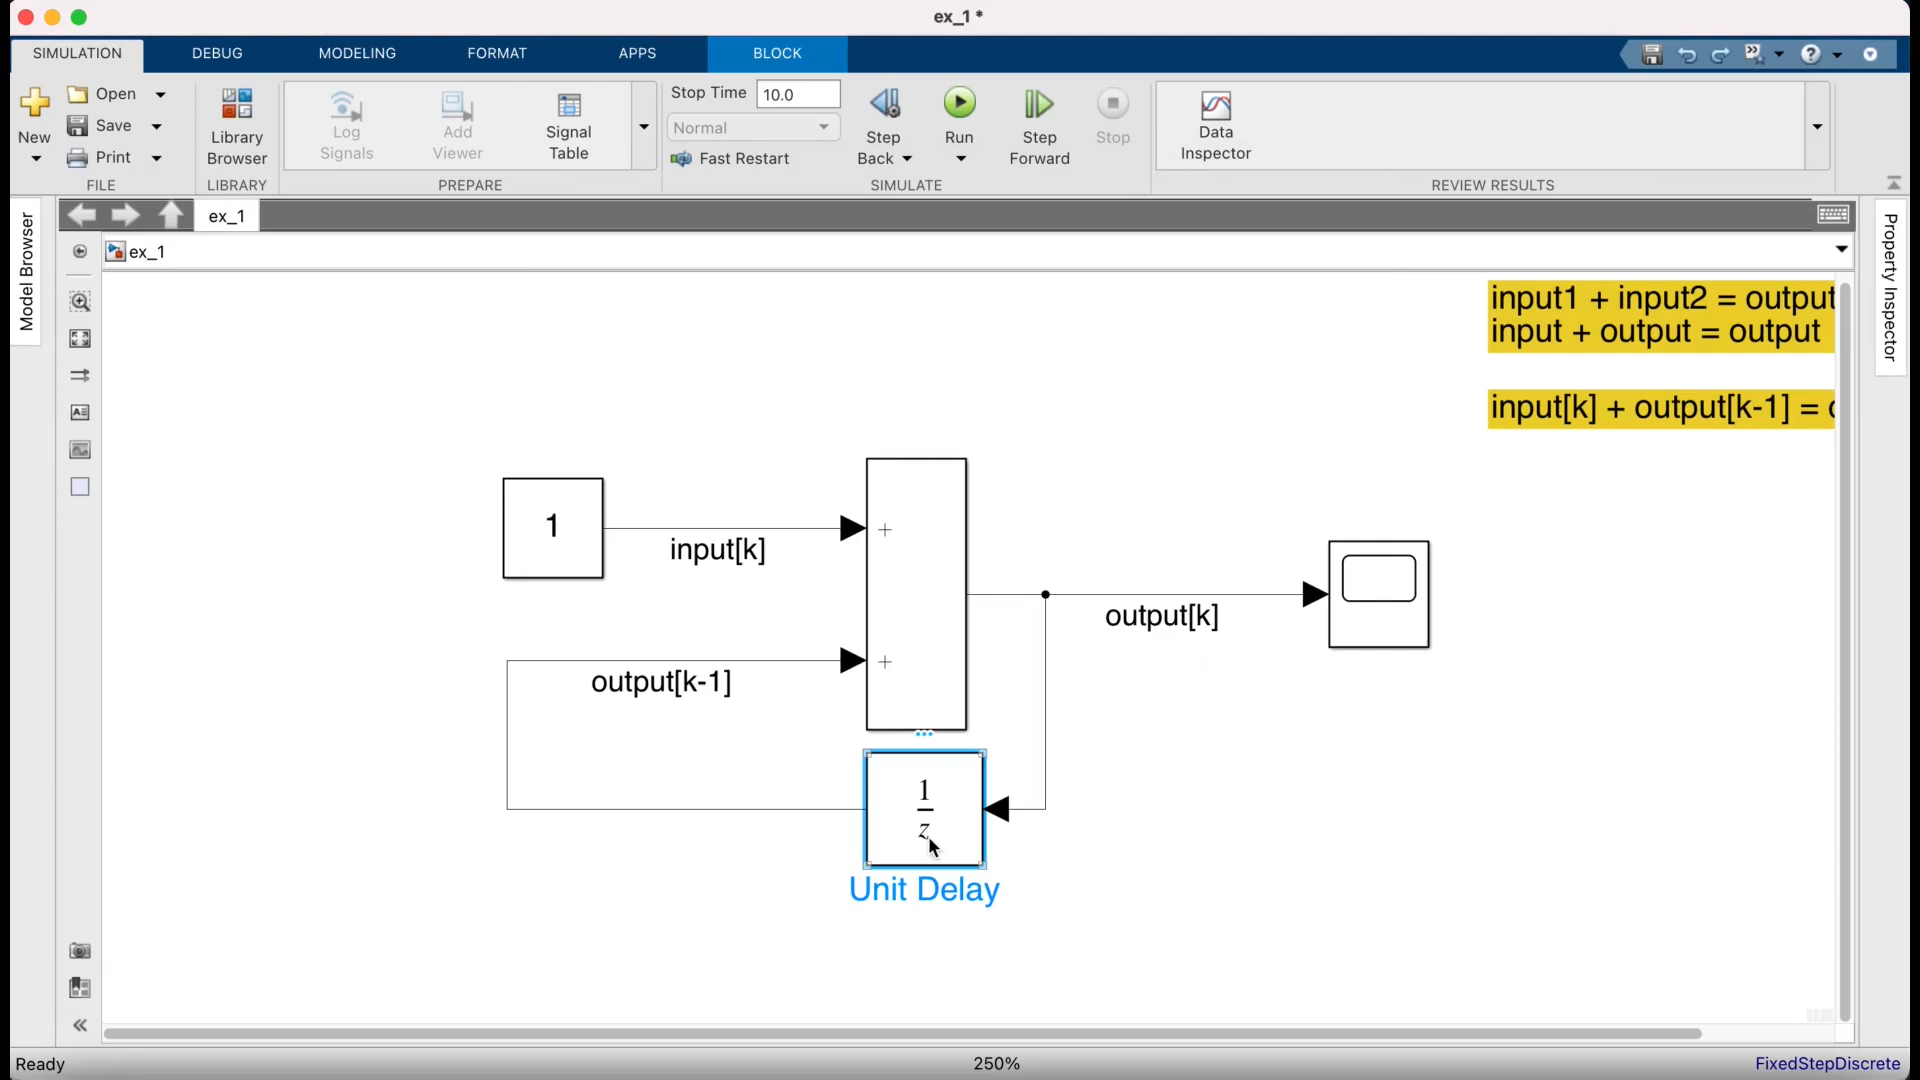 ex_1 *
SIMULATION
DEBUG
MODELING
FORMAT
APPS
BLOCK
New
Open
Save
Print
FILE
Library
Browser
LIBRARY
Log
Signals
Add
Viewer
Signal
Table
PREPARE
Stop Time 10.0
Normal
Fast Restart
Step
Back
Run
Step
Forward
Stop
SIMULATE
Data
Inspector
REVIEW RESULTS
Model Browser
Property Inspector
ex_1
ex_1
input1 + input2 = output
input + output = output
input[k] + output[k-1] =
1
input[k]
+
output[k]
output[k-1]
+
1
z
Unit Delay
Ready
250%
FixedStepDiscrete